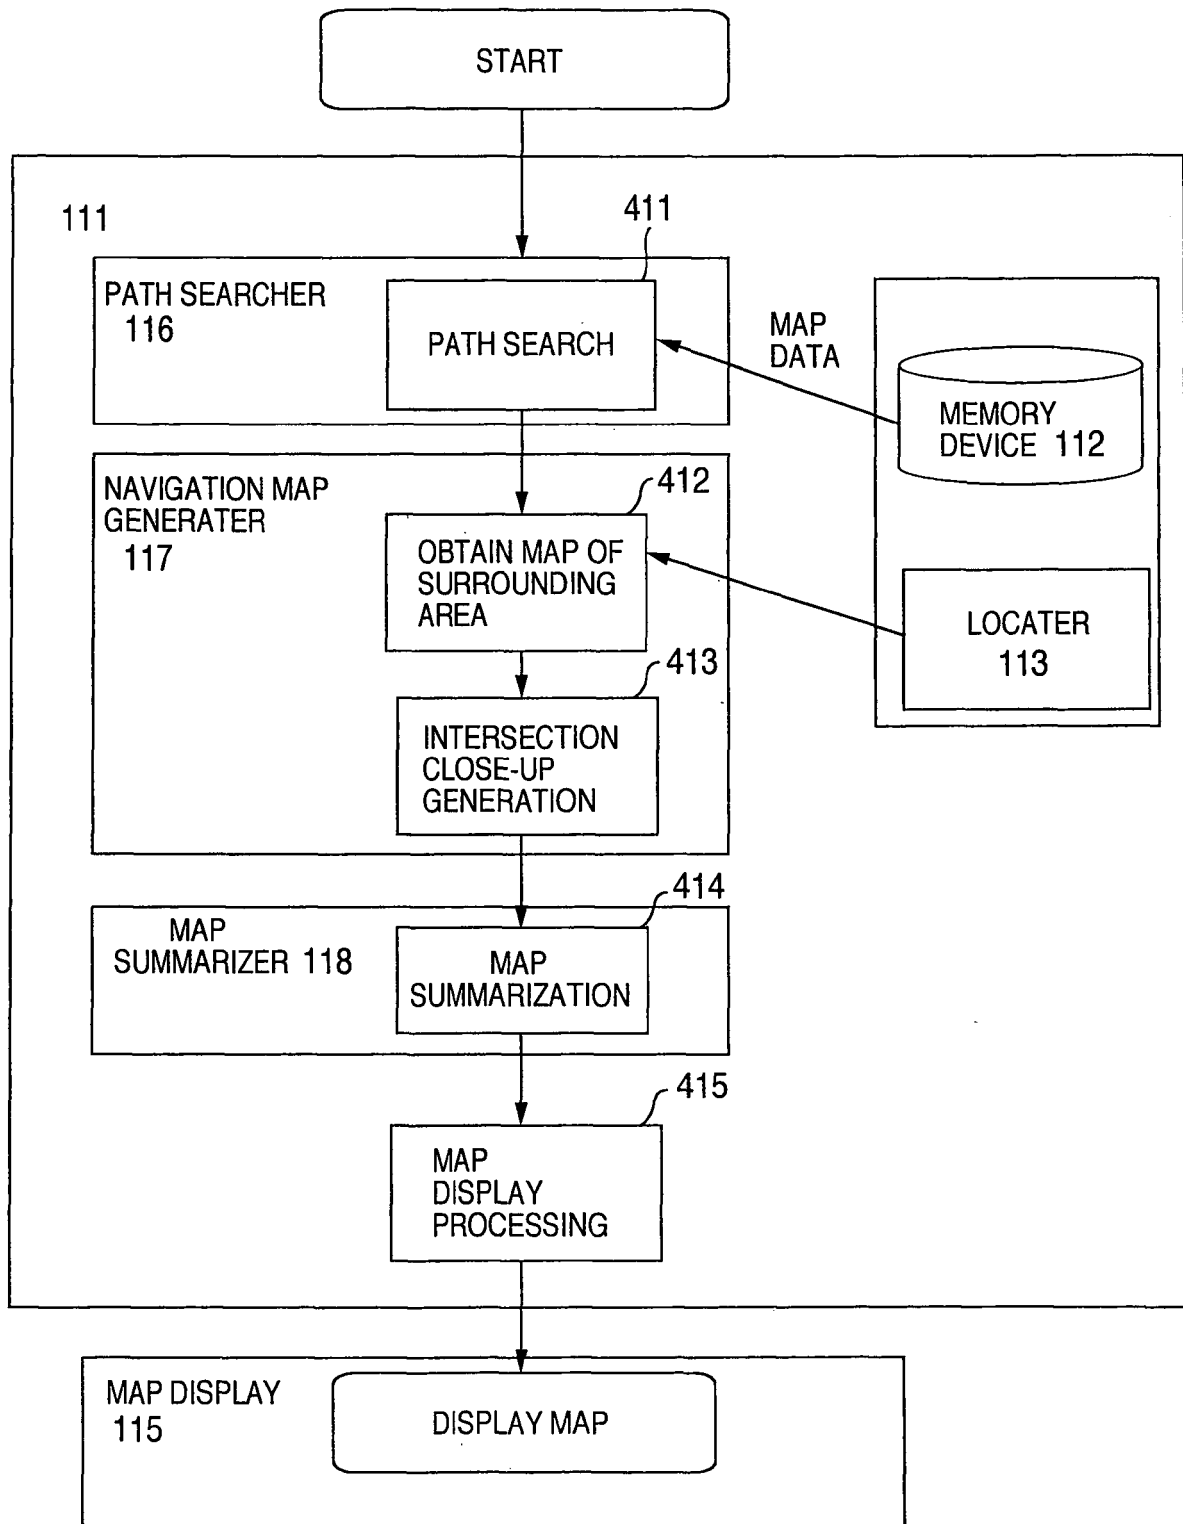 START
111
411
PATH SEARCHER
116
PATH SEARCH
MAP
DATA
MEMORY
DEVICE 112
NAVIGATION MAP
GENERATER
117
412
OBTAIN MAP OF
SURROUNDING
AREA
LOCATER
113
413
INTERSECTION
CLOSE-UP
GENERATION
414
MAP
SUMMARIZER 118
MAP
SUMMARIZATION
415
MAP
DISPLAY
PROCESSING
MAP DISPLAY
115
DISPLAY MAP